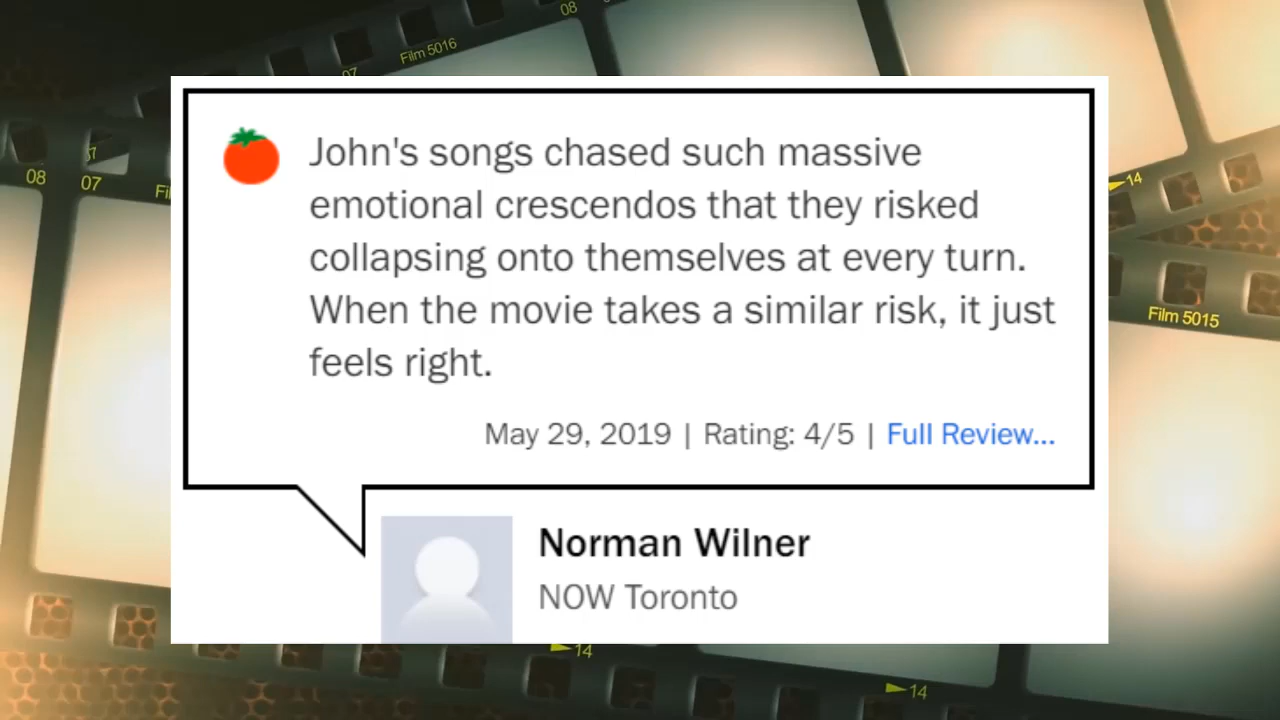 08
Film 5016
07
John's songs chased such massive
emotional crescendos that they risked
collapsing onto themselves at every turn.
When the movie takes a similar risk, it just
feels right.
May 29, 2019 | Rating: 4/5 | Full Review...
Norman Wilner
NOW Toronto
08
07
14
Film 5015
14
14